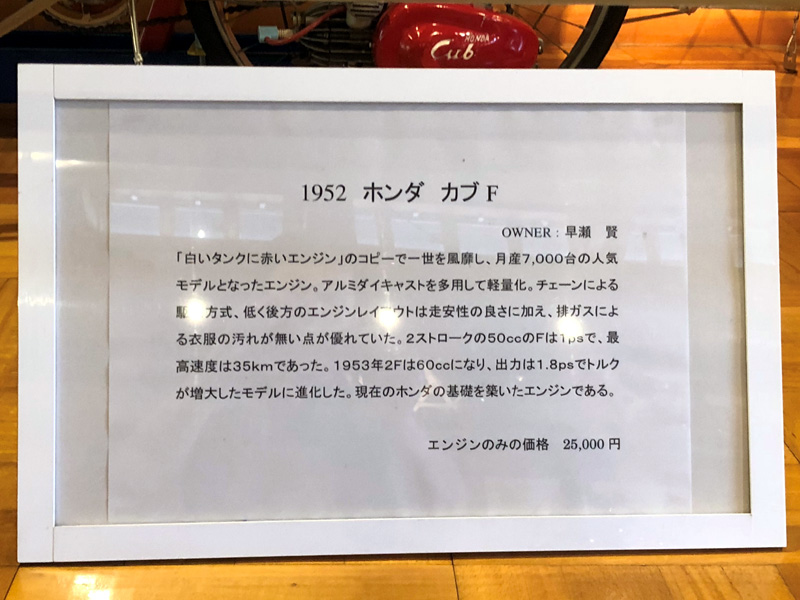 HONDA
Cub
1952 ホンダ カブ F
OWNER：早瀬 賢
「白いタンクに赤いエンジン」のコピーで一世を風靡し、月産7,000台の人気
モデルとなったエンジン。アルミダイキャストを多用して軽量化。チェーンによる
駆動方式、低く後方のエンジンレイアウトは走安性の良さに加え、排ガスによ
る衣服の汚れが無い点が優れていた。2ストロークの50ccのFは1psで、最
高速度は35kmであった。1953年2Fは60ccになり、出力は1.8psでトルク
が増大したモデルに進化した。現在のホンダの基礎を築いたエンジンである。
エンジンのみの価格 25,000円